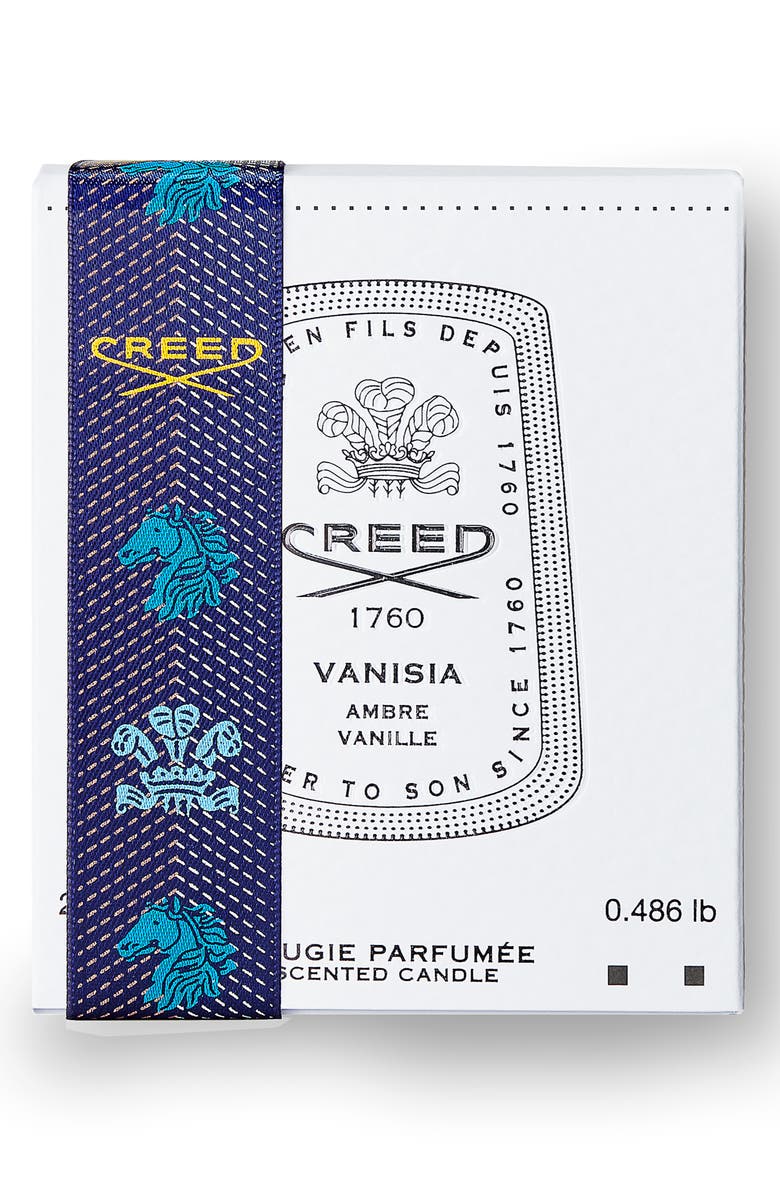 CREED
EN FILS DEPUIS 1760
CREED
1760
VANISIA
AMBRE
VANILLE
ER TO SON SINCE 1760
0.486 lb
UGIE PARFUMÉE
SCENTED CANDLE